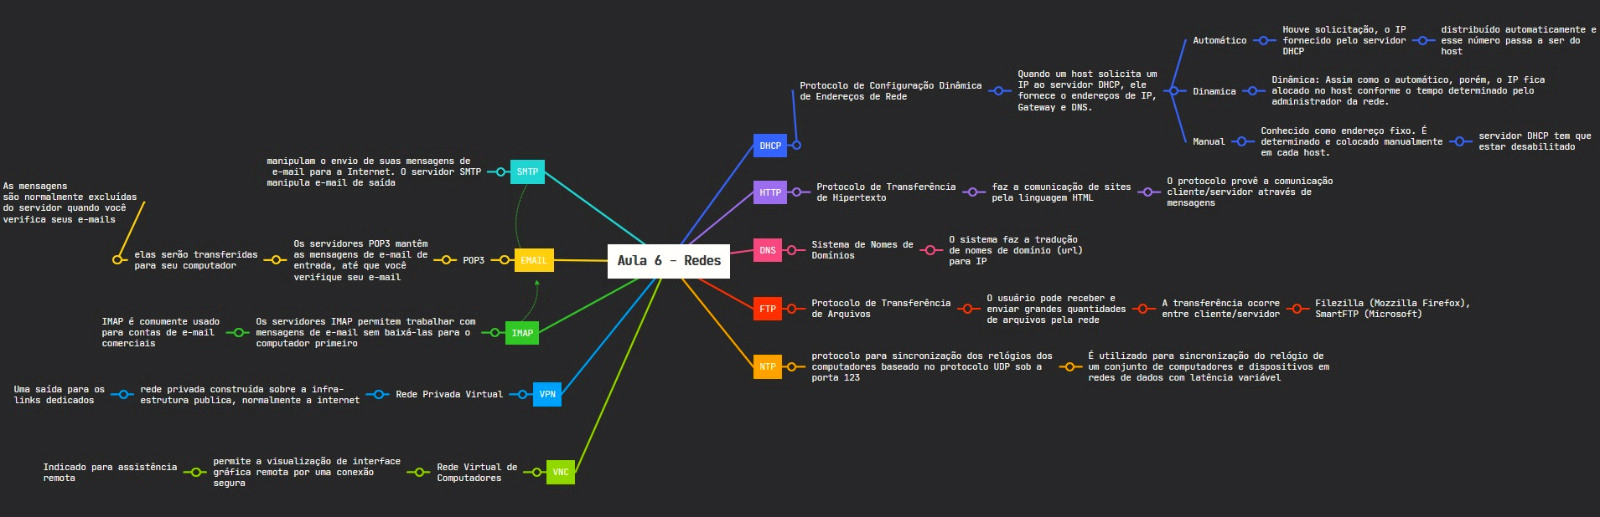 Aula 6 - Redes
DHCP
Protocolo de Configuração Dinâmica
de Endereços de Rede
Quando um host solicita um
IP ao servidor DHCP, ele
fornece o endereços de IP,
Gateway e DNS.
Automático
Houve solicitação, o IP
fornecido pelo servidor
DHCP
distribuído automaticamente e
esse número passa a ser do
host
Dinamica
Dinâmica: Assim como o automático, porém, o IP fica
alocado no host conforme o tempo determinado pelo
administrador da rede.
Manual
Conhecido como endereço fixo. É
determinado e colocado manualmente
em cada host.
servidor DHCP tem que
estar desabilitado
HTTP
Protocolo de Transferência
de Hipertexto
faz a comunicação de sites
pela linguagem HTML
O protocolo provê a comunicação
cliente/servidor através de
mensagens
DNS
Sistema de Nomes de
Domínios
O sistema faz a tradução
de nomes de domínio (url)
para IP
FTP
Protocolo de Transferência
de Arquivos
O usuário pode receber e
enviar grandes quantidades
de arquivos pela rede
A transferência ocorre
entre cliente/servidor
Filezilla (Mozzilla Firefox),
SmartFTP (Microsoft)
NTP
protocolo para sincronização dos relógios dos
computadores baseado no protocolo UDP sob a
porta 123
É utilizado para sincronização do relógio de
um conjunto de computadores e dispositivos em
redes de dados com latência variável
SMTP
manipulam o envio de suas mensagens de
e-mail para a Internet. O servidor SMTP
manipula e-mail de saída
EMAIL
POP3
Os servidores POP3 mantêm
as mensagens de e-mail de
entrada, até que você
verifique seu e-mail
elas serão transferidas
para seu computador
As mensagens
são normalmente excluídas
do servidor quando você
verifica seus e-mails
IMAP
Os servidores IMAP permitem trabalhar com
mensagens de e-mail sem baixá-las para o
computador primeiro
IMAP é comumente usado
para contas de e-mail
comerciais
VPN
Rede Privada Virtual
rede privada construída sobre a infra-
estrutura publica, normalmente a internet
Uma saída para os
links dedicados
VNC
Rede Virtual de
Computadores
permite a visualização de interface
gráfica remota por uma conexão
segura
Indicado para assistência
remota